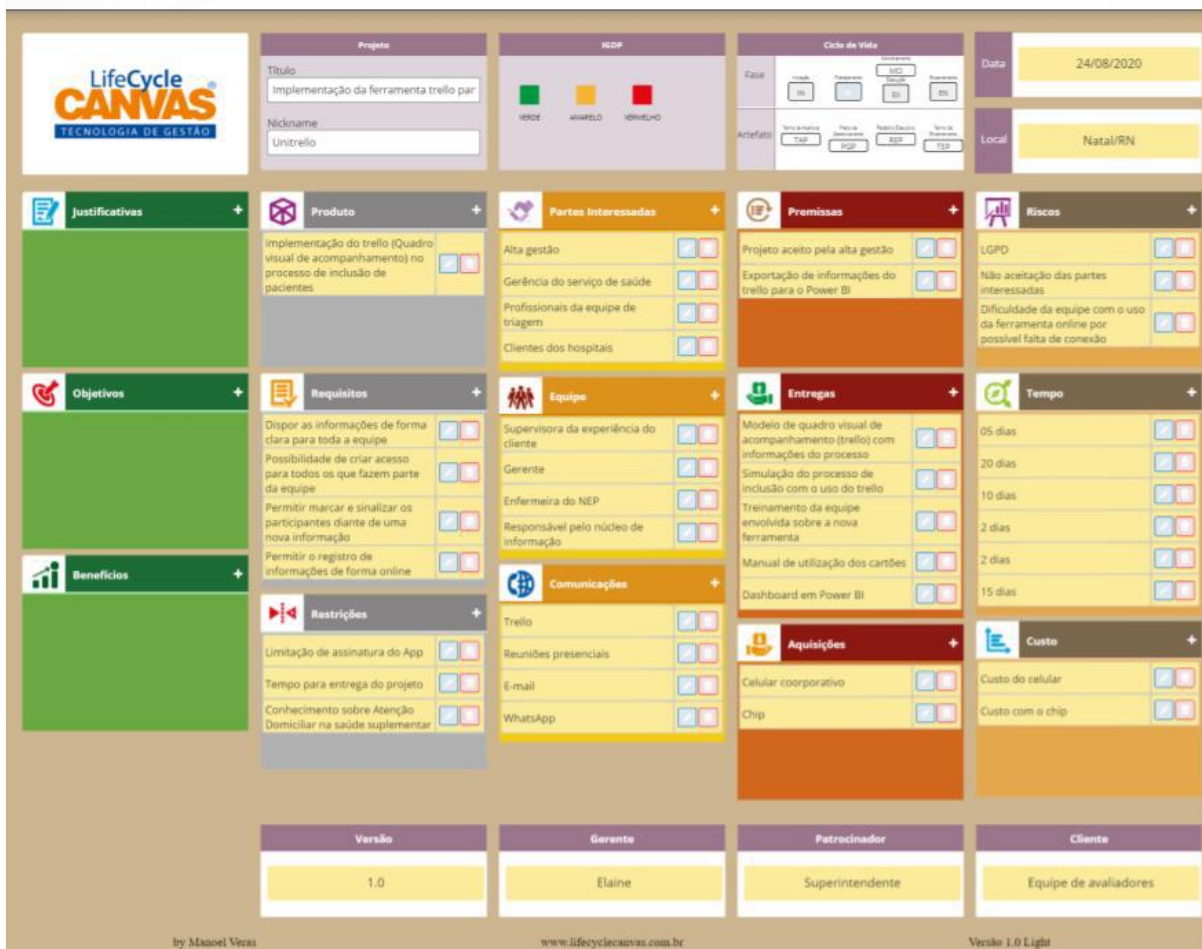 LifeCycle
CANVAS®
TECNOLOGIA DE GESTÃO
Projeto
Título
Implementação da ferramenta trello par
Nickname
Unitrello
IGDP
VERDE
AMARELO
VERMELHO
Ciclo de Vida
Fase
MC
EX
EN
Artefato
TAP
PGP
REP
TEP
Data
24/08/2020
Local
Natal/RN
Justificativas +
Objetivos +
Benefícios +
Produto +
Implementação do trello (Quadro
visual de acompanhamento) no
processo de inclusão de
pacientes
Requisitos +
Dispor as informações de forma
clara para toda a equipe
Possibilidade de criar acesso
para todos os que fazem parte
da equipe
Permitir marcar e sinalizar os
participantes diante de uma
nova informação
Permitir o registro de
informações de forma online
Restrições +
Limitação de assinatura do App
Tempo para entrega do projeto
Conhecimento sobre Atenção
Domiciliar na saúde suplementar
Partes Interessadas +
Alta gestão
Gerência do serviço de saúde
Profissionais da equipe de
triagem
Clientes dos hospitais
Equipe +
Supervisora da experiência do
cliente
Gerente
Enfermeira do NEP
Responsável pelo núcleo de
informação
Comunicações +
Trello
Reuniões presenciais
E-mail
WhatsApp
Premissas +
Projeto aceito pela alta gestão
Exportação de informações do
trello para o Power BI
Entregas +
Modelo de quadro visual de
acompanhamento (trello) com
informações do processo
Simulação do processo de
inclusão com o uso do trello
Treinamento da equipe
envolvida sobre a nova
ferramenta
Manual de utilização dos cartões
Dashboard em Power BI
Aquisições +
Celular coorporativo
Chip
Riscos +
LGPD
Não aceitação das partes
interessadas
Dificuldade da equipe com o uso
da ferramenta online por
possível falta de conexão
Tempo +
05 dias
20 dias
10 dias
2 dias
2 dias
15 dias
Custo +
Custo do celular
Custo com o chip
Versão
1.0
Gerente
Elaine
Patrocinador
Superintendente
Cliente
Equipe de avaliadores
by Manoel Veras
www.lifecyclecanvas.com.br
Versão 1.0 Light